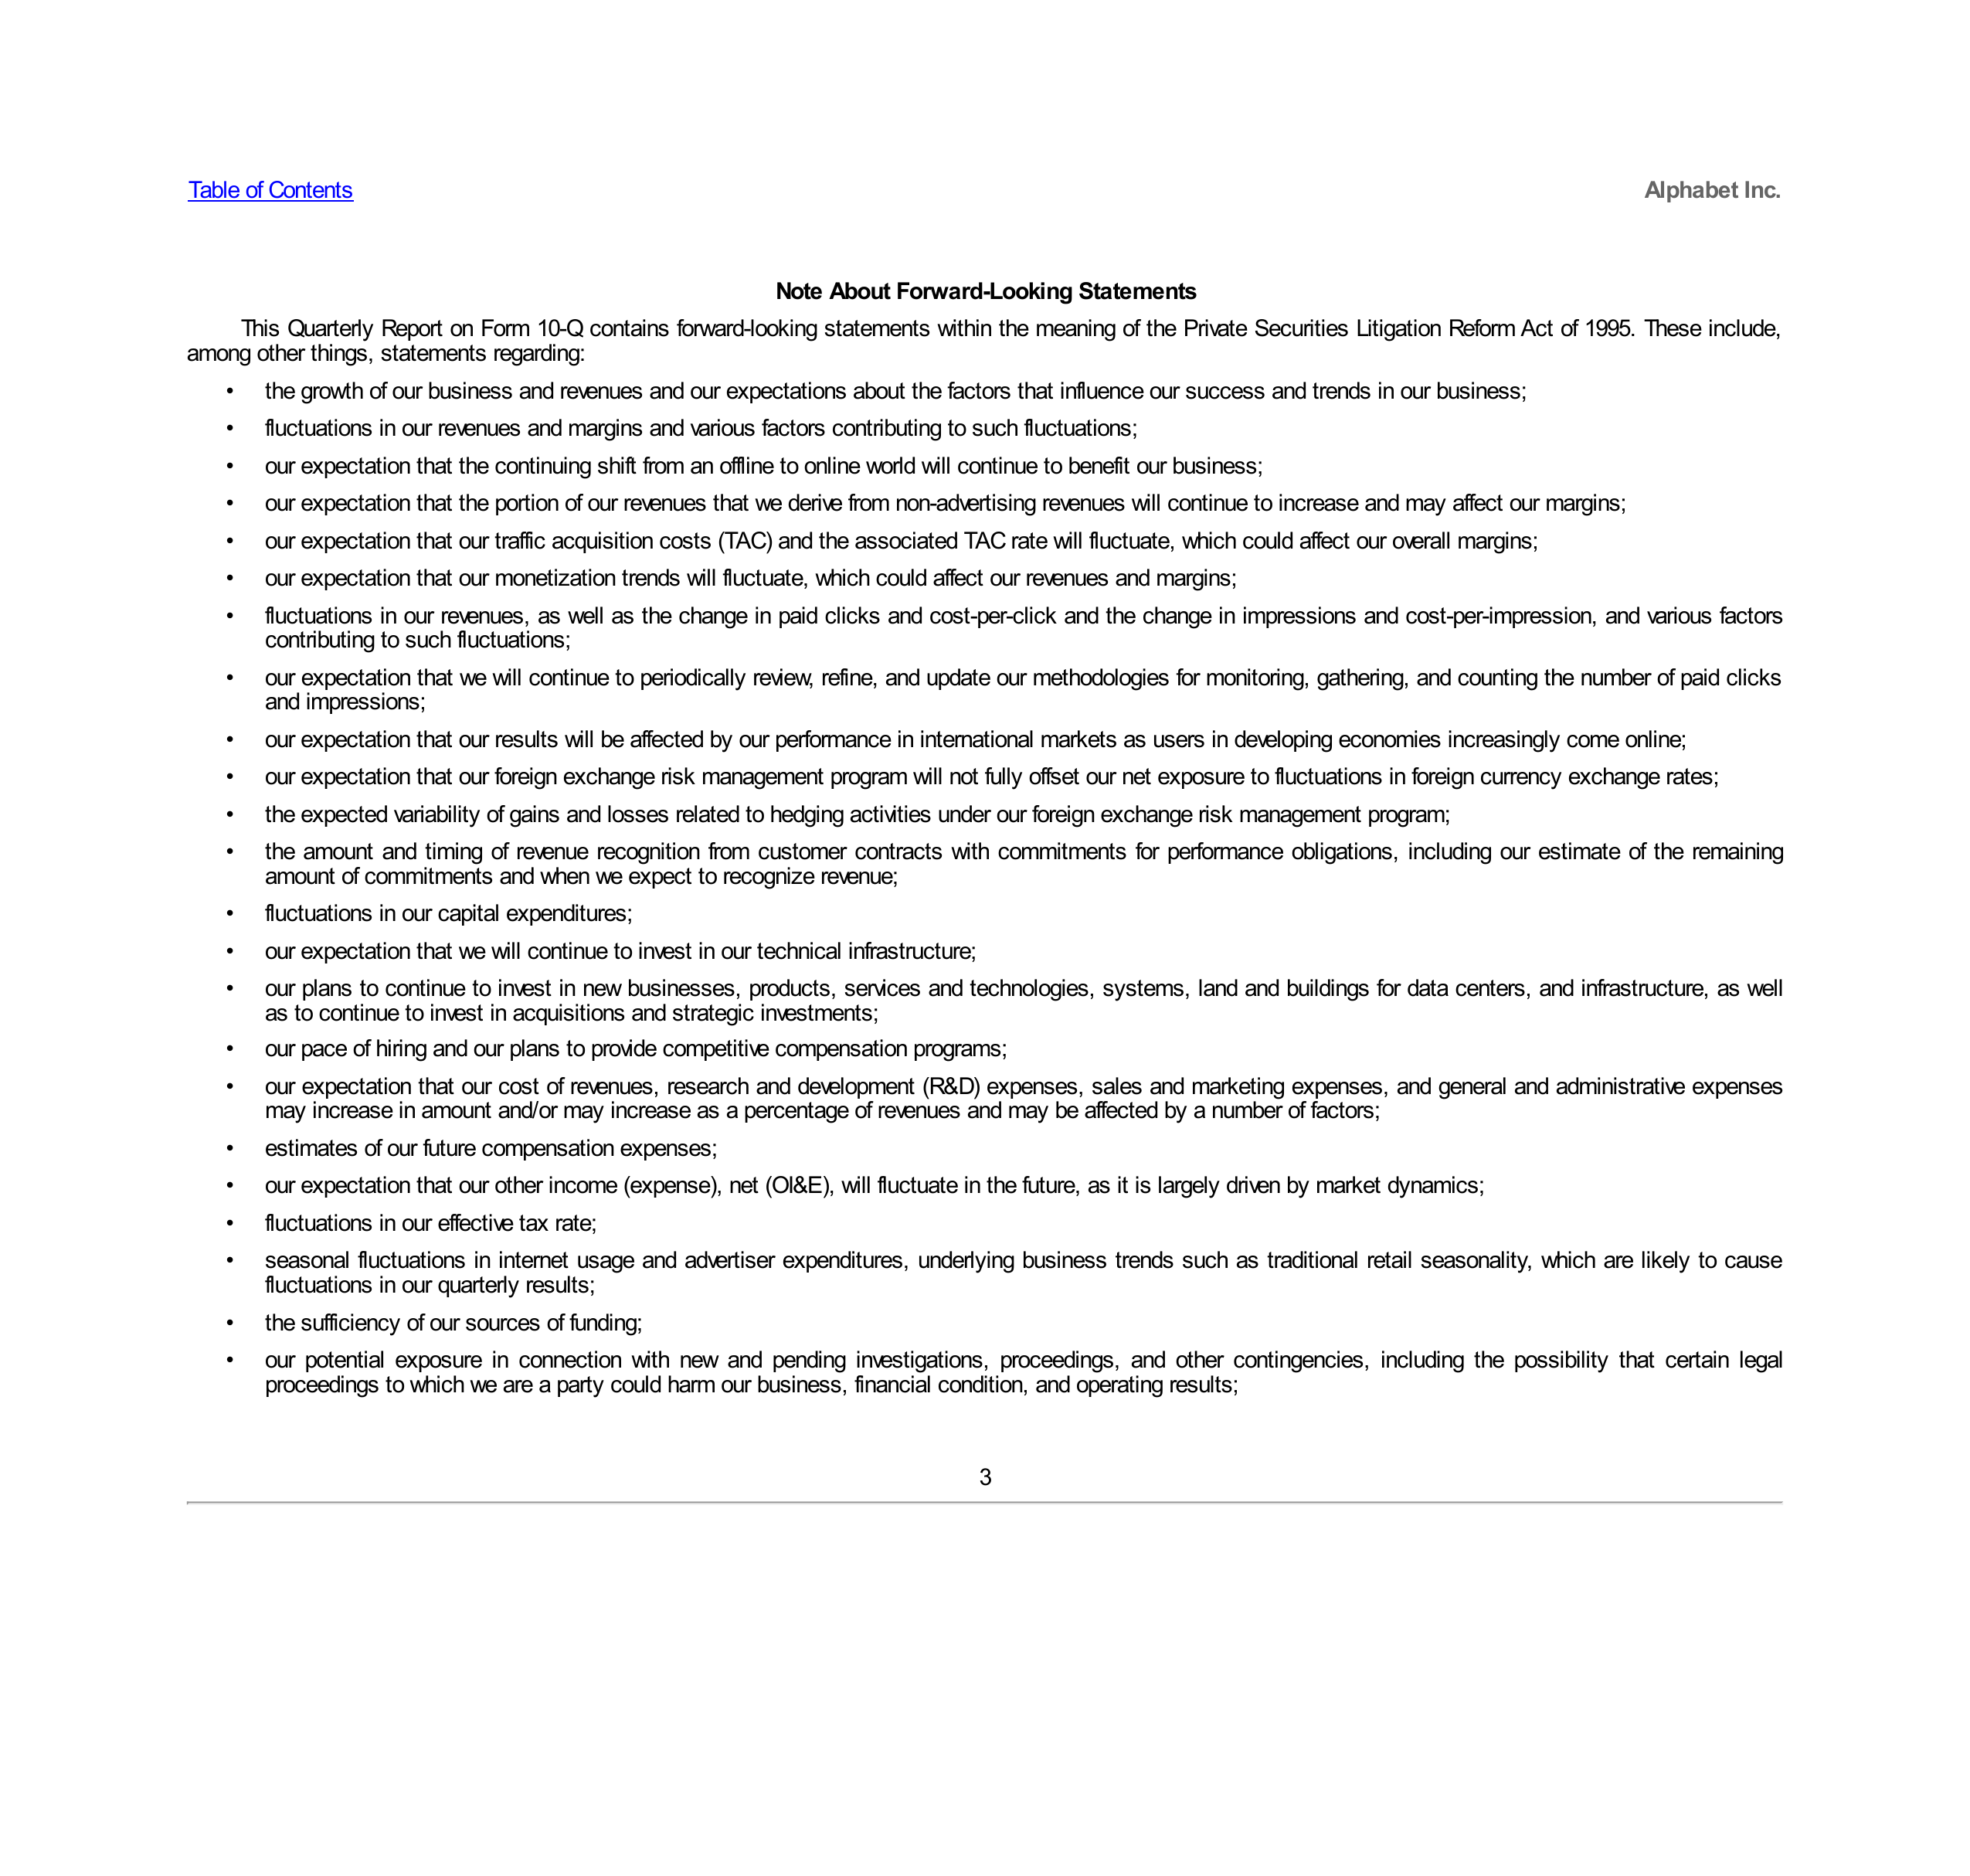 Table of Contents
Alphabet Inc.
Note About Forward-Looking Statements
This Quarterly Report on Form 10-Q contains forward-looking statements within the meaning of the Private Securities Litigation Reform Act of 1995. These include,
among other things, statements regarding:
• the growth of our business and revenues and our expectations about the factors that influence our success and trends in our business;
• fluctuations in our revenues and margins and various factors contributing to such fluctuations;
• our expectation that the continuing shift from an offline to online world will continue to benefit our business;
• our expectation that the portion of our revenues that we derive from non-advertising revenues will continue to increase and may affect our margins;
• our expectation that our traffic acquisition costs (TAC) and the associated TAC rate will fluctuate, which could affect our overall margins;
• our expectation that our monetization trends will fluctuate, which could affect our revenues and margins;
• fluctuations in our revenues, as well as the change in paid clicks and cost-per-click and the change in impressions and cost-per-impression, and various factors
contributing to such fluctuations;
• our expectation that we will continue to periodically review, refine, and update our methodologies for monitoring, gathering, and counting the number of paid clicks
and impressions;
• our expectation that our results will be affected by our performance in international markets as users in developing economies increasingly come online;
• our expectation that our foreign exchange risk management program will not fully offset our net exposure to fluctuations in foreign currency exchange rates;
• the expected variability of gains and losses related to hedging activities under our foreign exchange risk management program;
• the amount and timing of revenue recognition from customer contracts with commitments for performance obligations, including our estimate of the remaining
amount of commitments and when we expect to recognize revenue;
• fluctuations in our capital expenditures;
• our expectation that we will continue to invest in our technical infrastructure;
• our plans to continue to invest in new businesses, products, services and technologies, systems, land and buildings for data centers, and infrastructure, as well
as to continue to invest in acquisitions and strategic investments;
• our pace of hiring and our plans to provide competitive compensation programs;
• our expectation that our cost of revenues, research and development (R&D) expenses, sales and marketing expenses, and general and administrative expenses
may increase in amount and/or may increase as a percentage of revenues and may be affected by a number of factors;
• estimates of our future compensation expenses;
• our expectation that our other income (expense), net (OI&E), will fluctuate in the future, as it is largely driven by market dynamics;
• fluctuations in our effective tax rate;
• seasonal fluctuations in internet usage and advertiser expenditures, underlying business trends such as traditional retail seasonality, which are likely to cause
fluctuations in our quarterly results;
• the sufficiency of our sources of funding;
• our potential exposure in connection with new and pending investigations, proceedings, and other contingencies, including the possibility that certain legal
proceedings to which we are a party could harm our business, financial condition, and operating results;
3